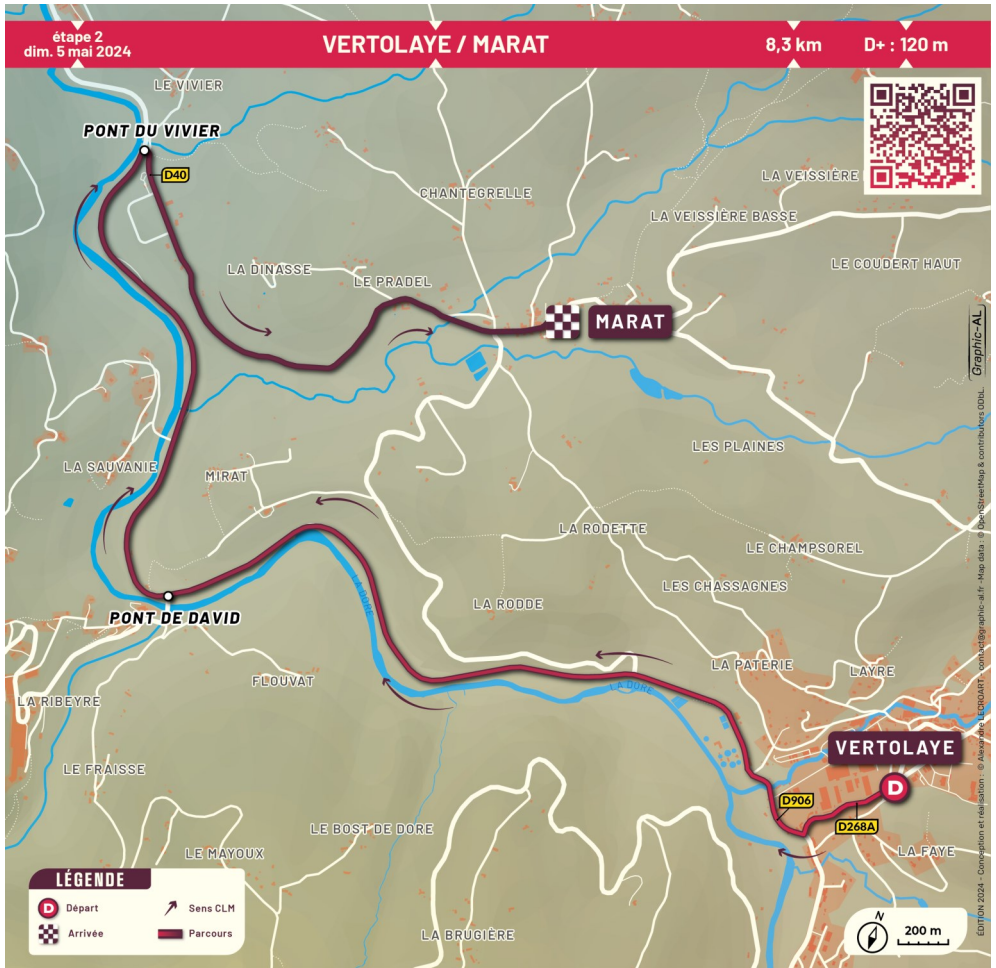 étape 2
dim. 5 mai 2024
VERTOLAYE / MARAT
8,3 km
D+ : 120 m
LE VIVIER
PONT DU VIVIER
D40
CHANTEGRELLE
LA VEISSIÈRE
LA VEISSIÈRE BASSE
LE COUDERT HAUT
LA DINASSE
LE PRADEL
MARAT
Graphic-AL
LES PLAINES
LA SAUVANIE
MIRAT
LA RODETTE
LE CHAMPSOREL
LES CHASSAGNES
LA DORE
LA RODDE
PONT DE DAVID
LA PATERIE
LAYRE
FLOUVAT
LA DORE
LA RIBEYRE
VERTOLAYE
D
LE FRAISSE
D906
D268A
LE BOST DE DORE
LE MAYOUX
LA FAYE
LA BRUGIÈRE
LÉGENDE
D Départ
Sens CLM
Arrivée
Parcours
N
200 m
ÉDITION 2024 - Conception et réalisation : © Alexandre LECROART - contact@graphic-al.fr -Map data : © OpenStreetMap & contributors ODbL.